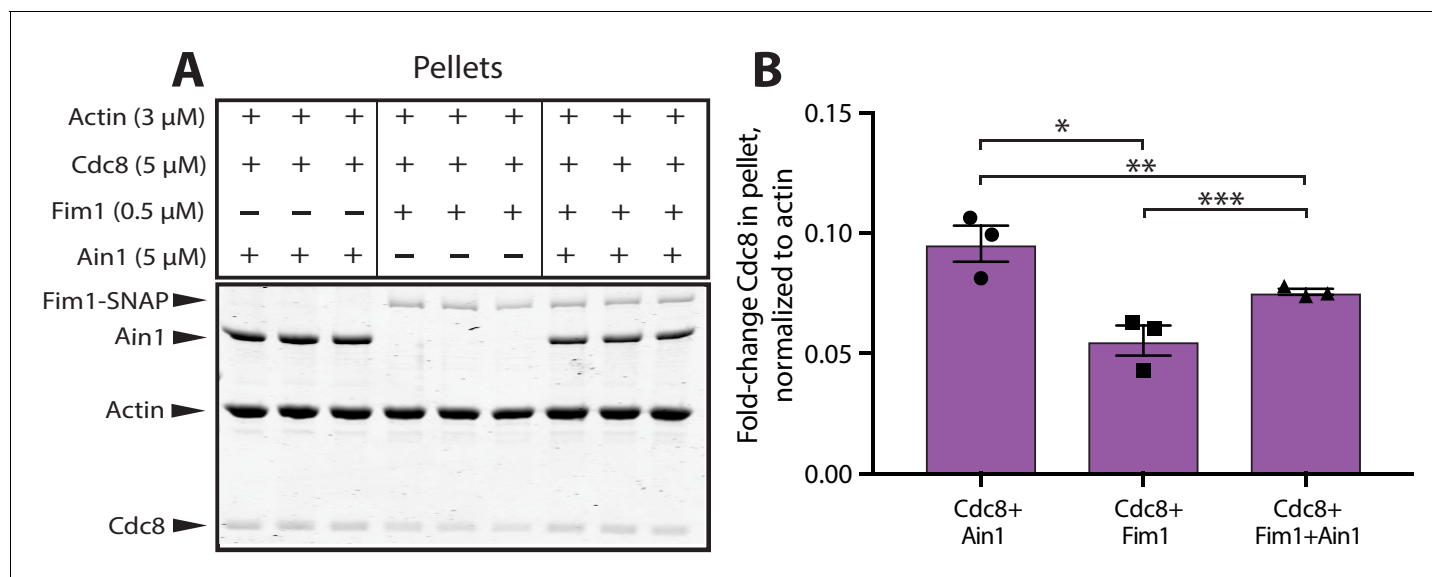 A
Pellets
Actin (3 μM) + + + + + + + + +
Cdc8 (5 μM) + + + + + + + + +
Fim1 (0.5 μM) − − − + + + + + +
Ain1 (5 μM) + + + − − − + + +
Fim1-SNAP
Ain1
Actin
Cdc8
B
Fold-change Cdc8 in pellet,
normalized to actin
0.15
0.10
0.05
0.00
*
**
***
Cdc8+
Ain1
Cdc8+
Fim1
Cdc8+
Fim1+Ain1